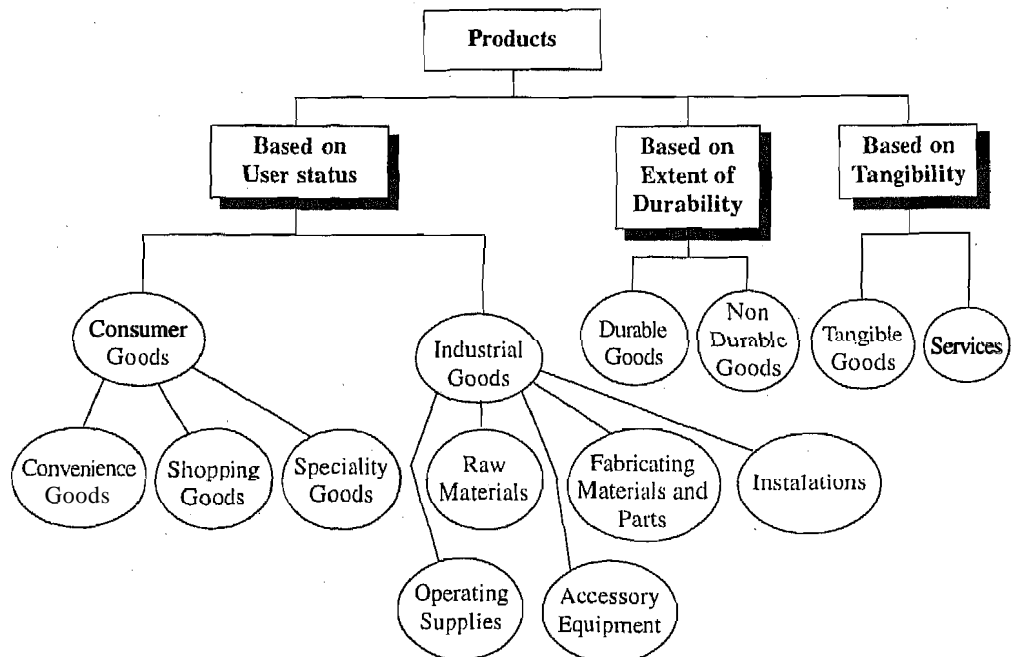 Products
Based on
User status
Based on
Extent of
Durability
Based on
Tangibility
Consumer
Goods
Industrial
Goods
Durable
Goods
Non
Durable
Goods
Tangible
Goods
Services
Convenience
Goods
Shopping
Goods
Speciality
Goods
Raw
Materials
Fabricating
Materials and
Parts
Instalations
Operating
Supplies
Accessory
Equipment